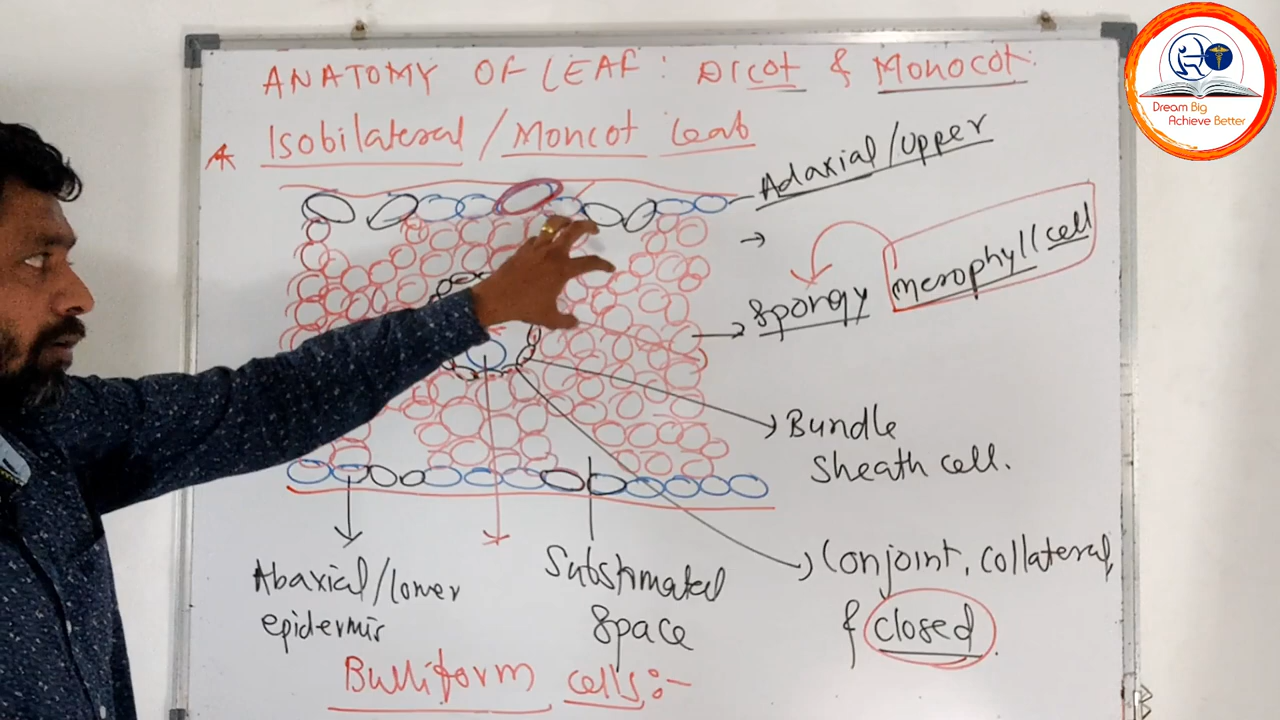 ANATOMY OF LEAF: DICOT & MONOCOT.
Isobilateral / Moncot Leaf
Adaxial / Upper
Spongy mesophyll cell
Bundle
Sheath cell.
Conjoint, collateral,
& closed.
Abaxial / Lower
epidermis
Substomatal
Space
Bulliform cells:-
Dream Big
Achieve Better